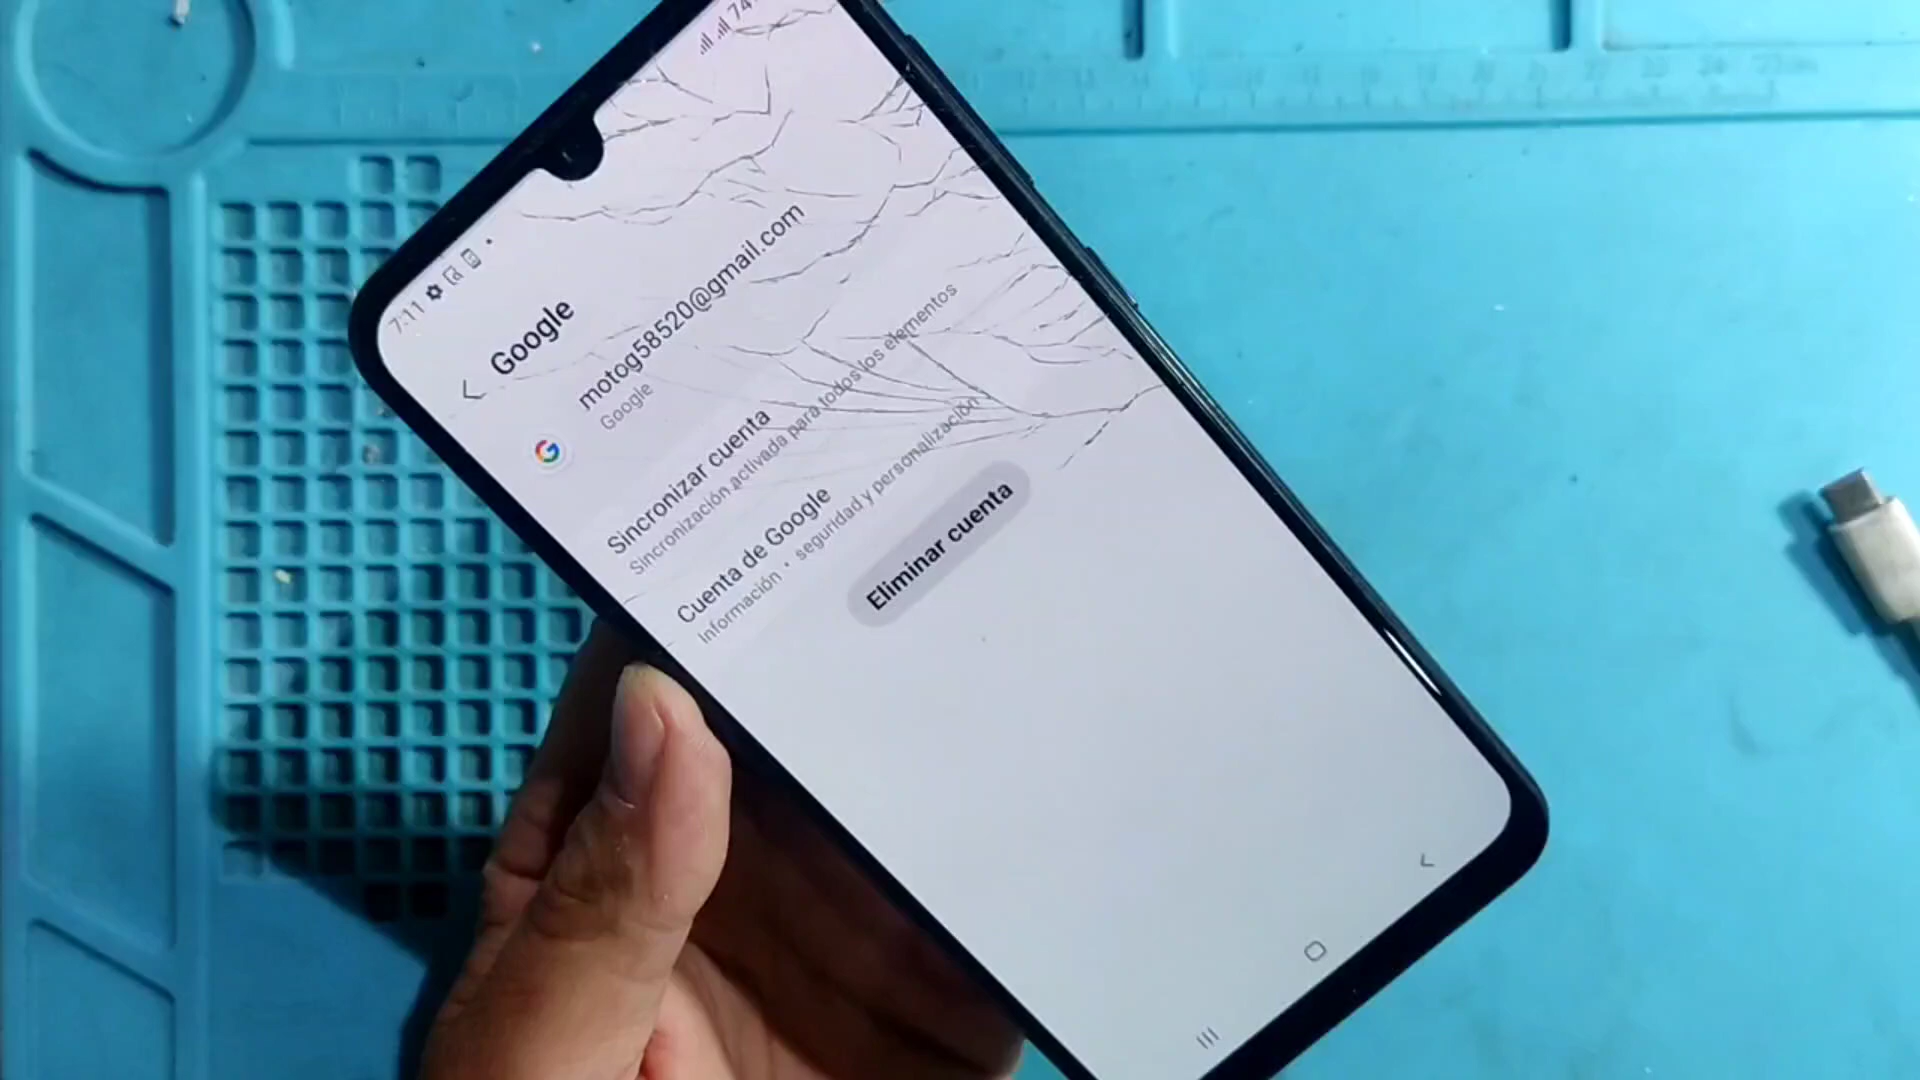 7:11
74
Google
motog58520@gmail.com
Google
Sincronizar cuenta
Sincronización activada para todos los elementos
Cuenta de Google
Información • seguridad y personalización
Eliminar cuenta